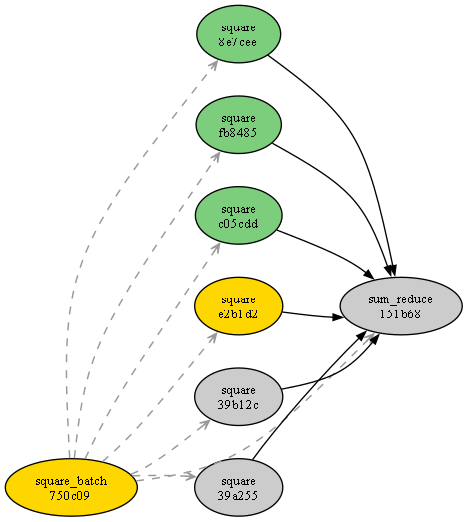 square
8e7cee
square
fb8485
square
c05cdd
square
e2b1d2
sum_reduce
151b68
square
39b12c
square_batch
750c09
square
39a255